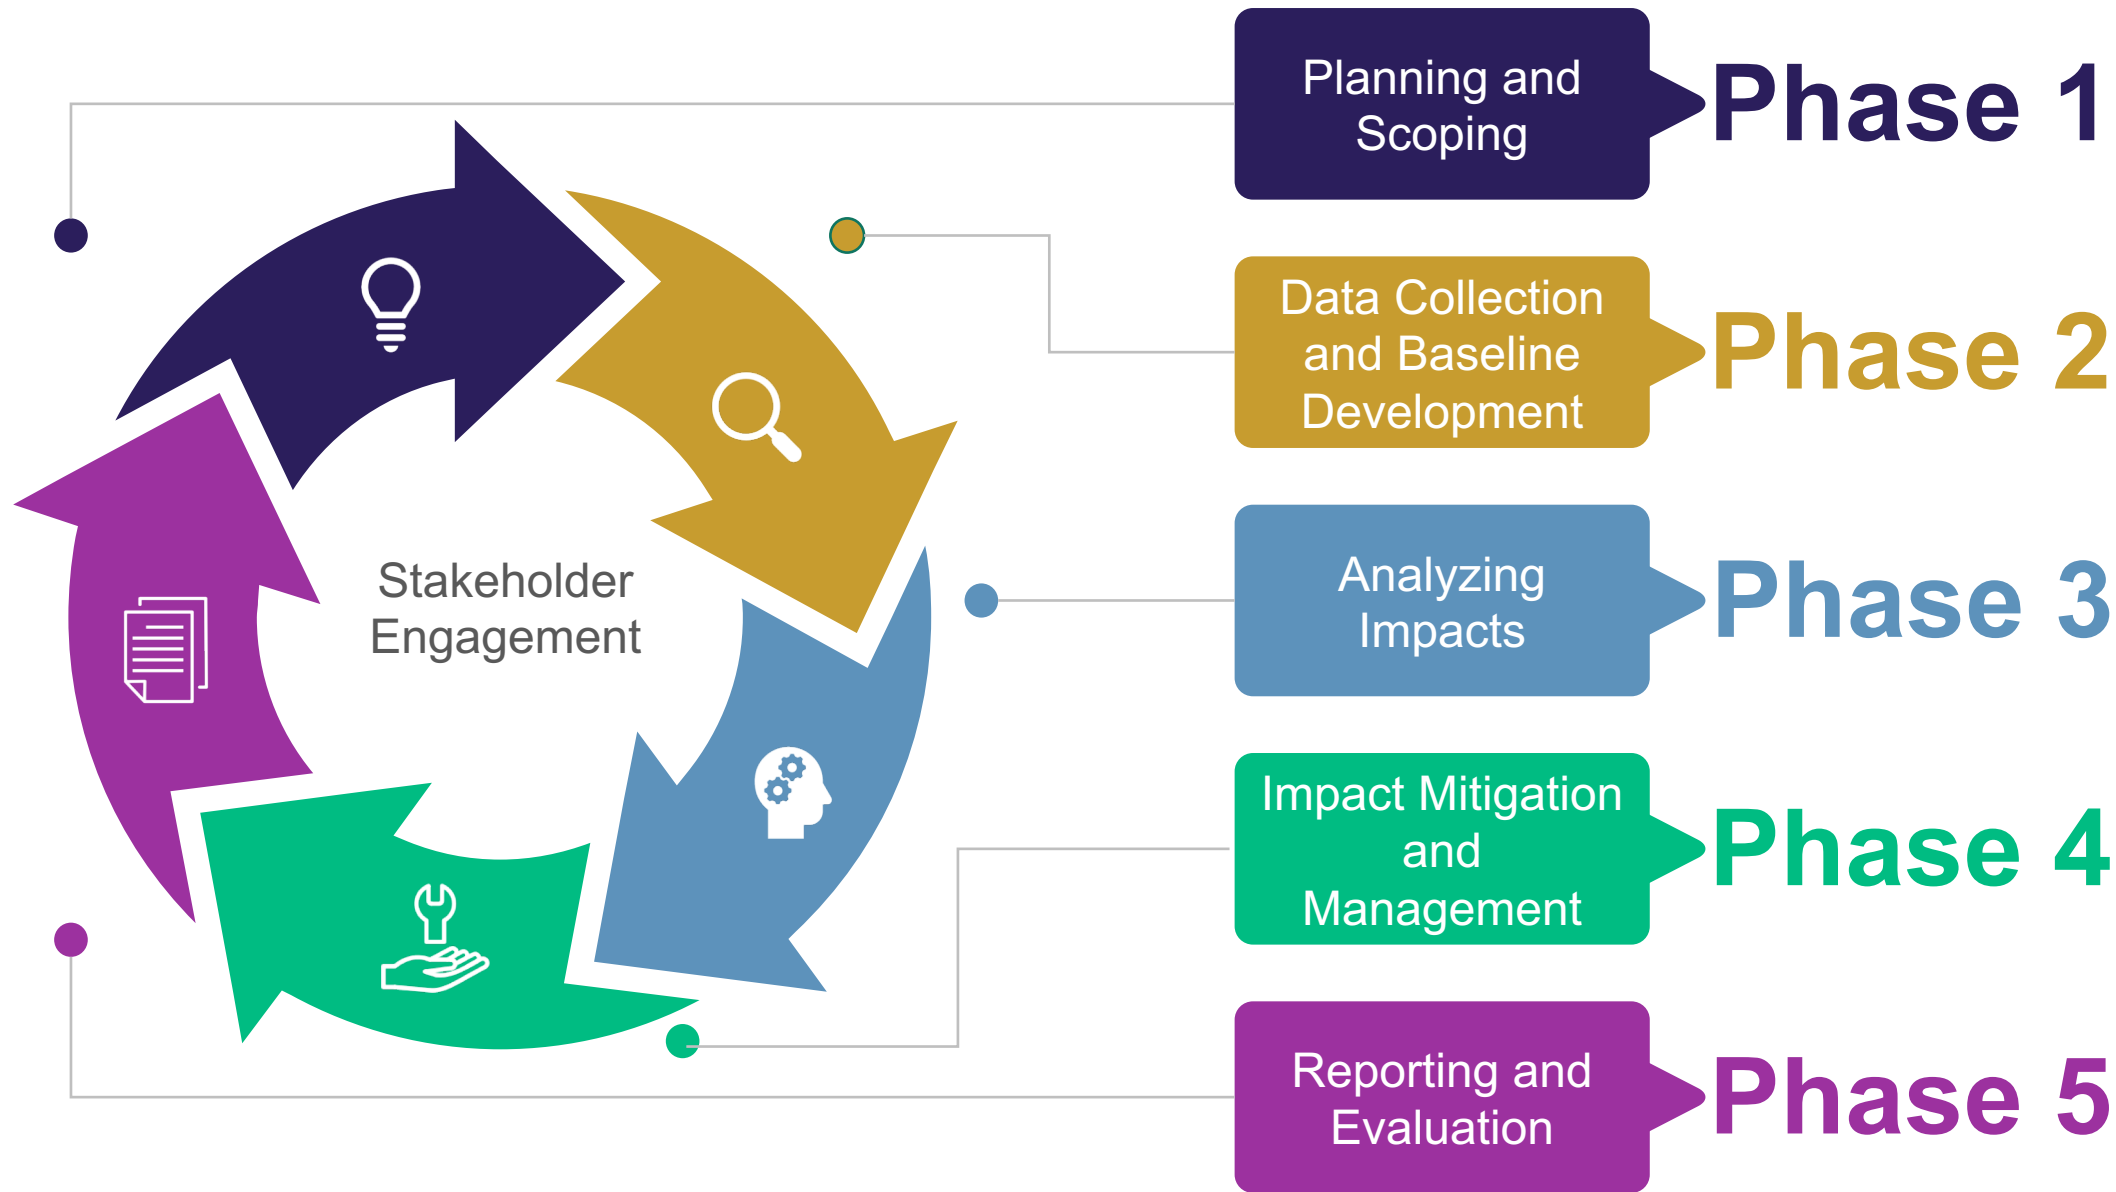 Planning and
Scoping
Phase 1
Data Collection
and Baseline
Development
Phase 2
Stakeholder
Engagement
Analyzing
Impacts
Phase 3
Impact Mitigation
and
Management
Phase 4
Reporting and
Evaluation
Phase 5